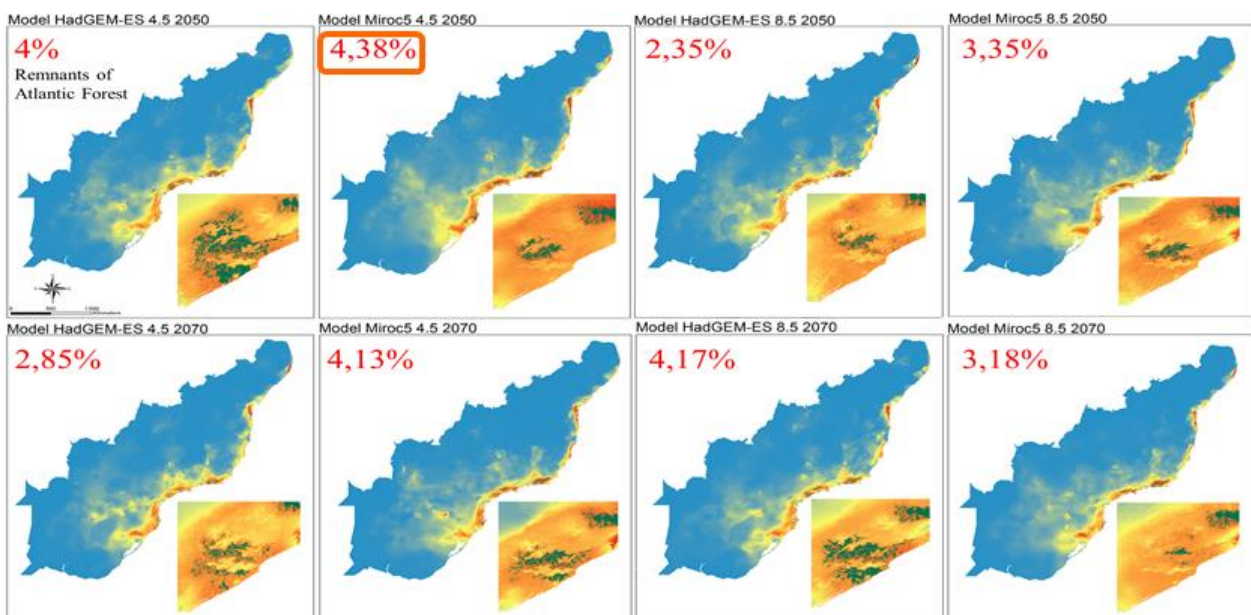 Model HadGEM-ES 4.5 2050
4%
Remnants of
Atlantic Forest
Model Miroc5 4.5 2050
4,38%
Model HadGEM-ES 8.5 2050
2,35%
Model Miroc5 8.5 2050
3,35%
Model HadGEM-ES 4.5 2070
2,85%
Model Miroc5 4.5 2070
4,13%
Model HadGEM-ES 8.5 2070
4,17%
Model Miroc5 8.5 2070
3,18%